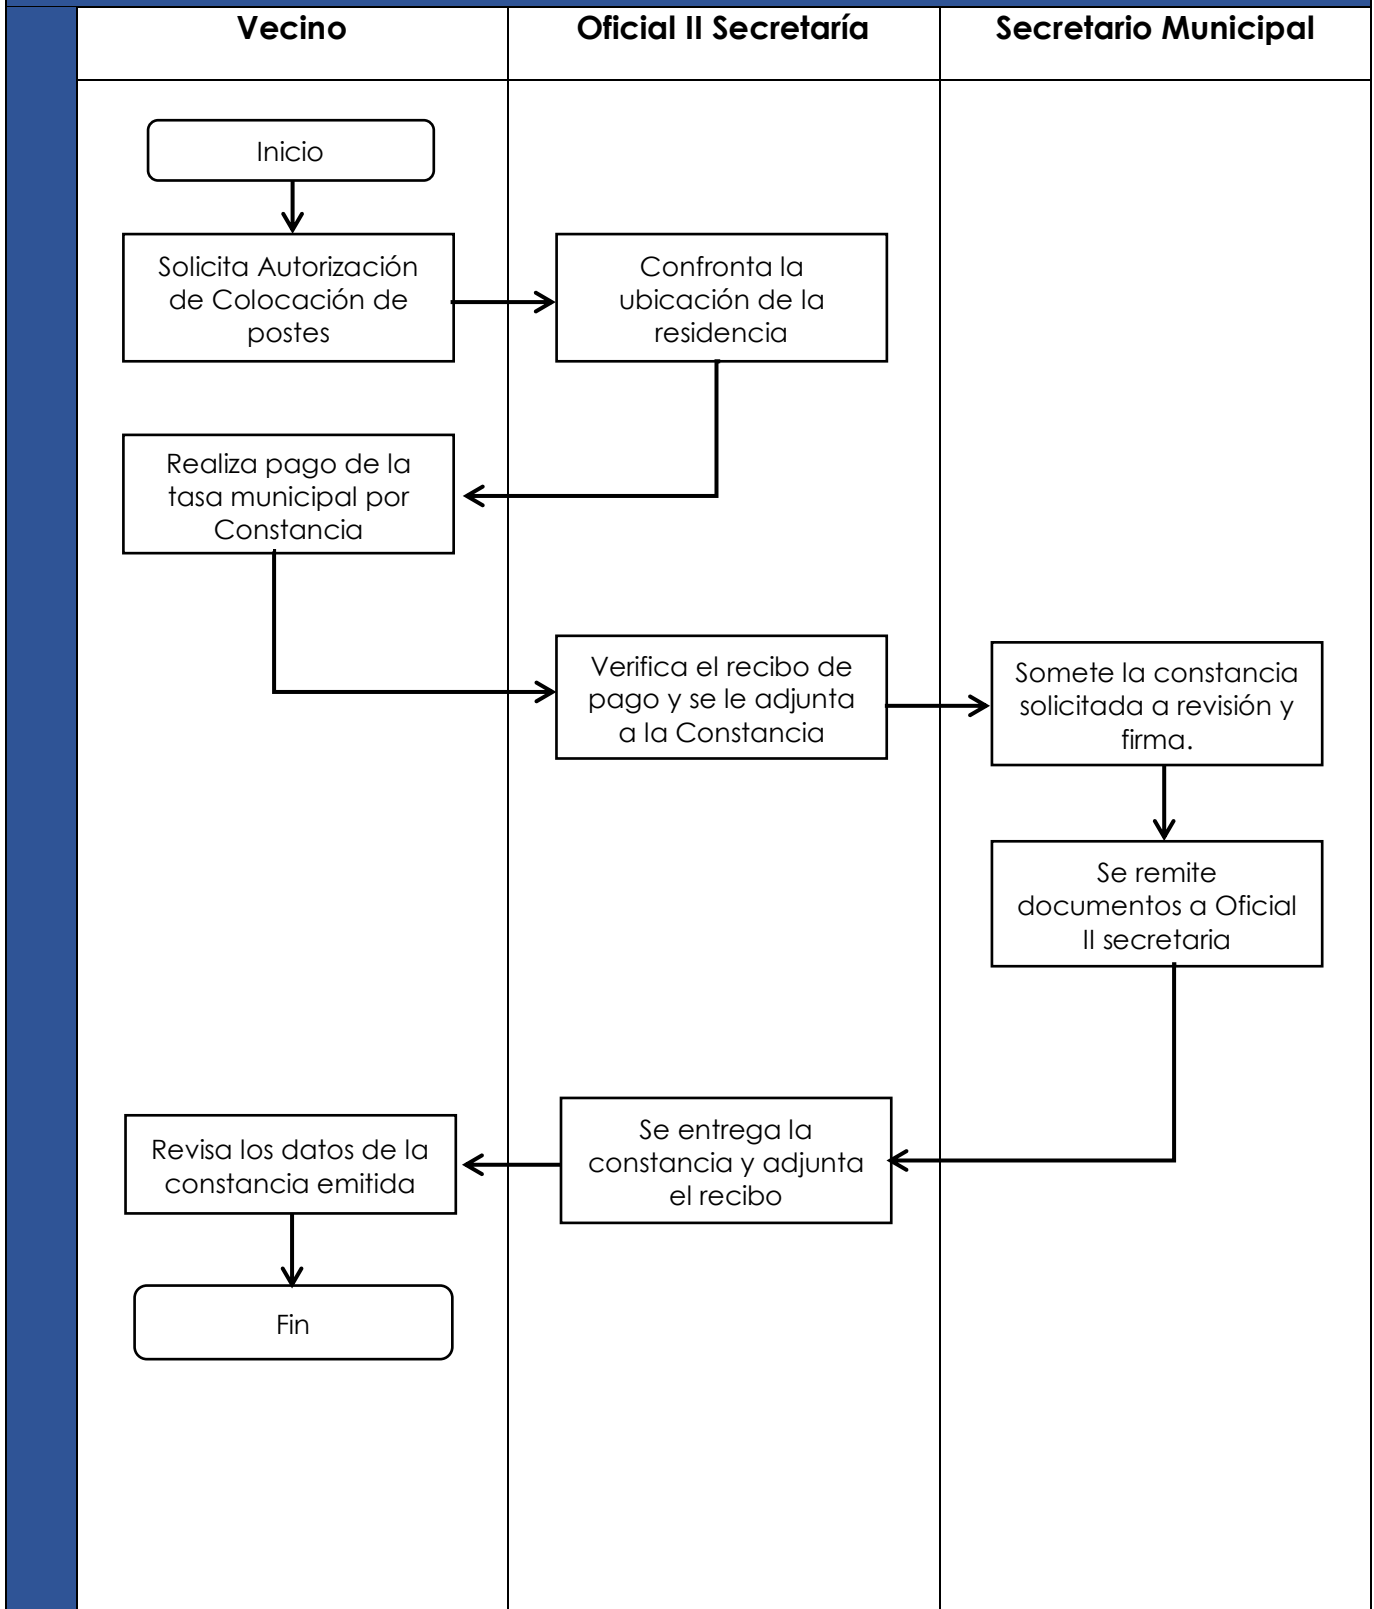 Vecino
Oficial II Secretaría
Secretario Municipal
Inicio
Solicita Autorización
de Colocación de
postes
Confronta la
ubicación de la
residencia
Realiza pago de la
tasa municipal por
Constancia
Verifica el recibo de
pago y se le adjunta
a la Constancia
Somete la constancia
solicitada a revisión y
firma.
Se remite
documentos a Oficial
II secretaria
Se entrega la
constancia y adjunta
el recibo
Revisa los datos de la
constancia emitida
Fin